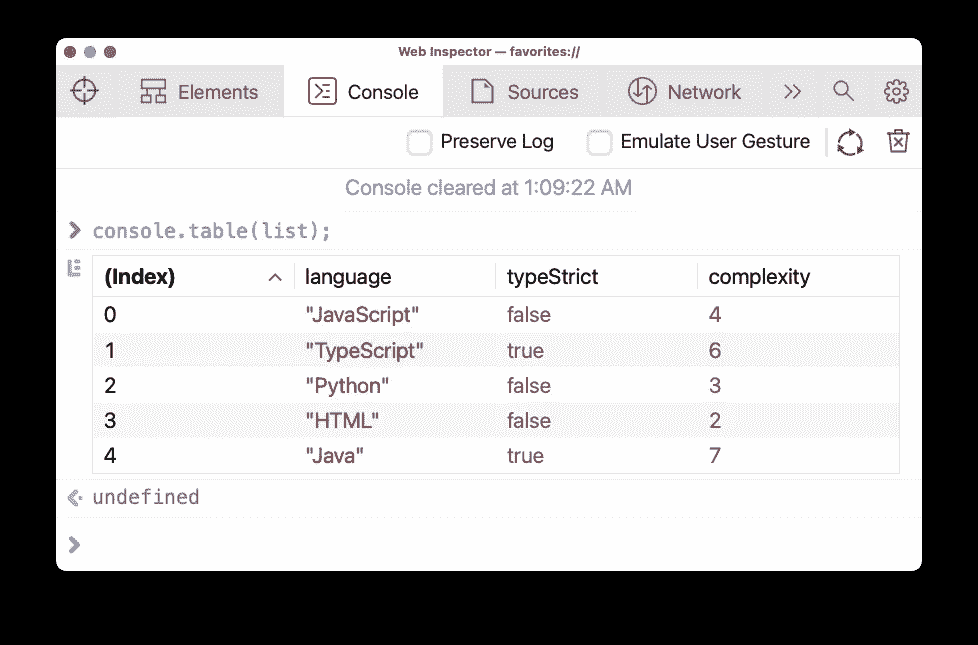 Web Inspector — favorites://
Elements Console Sources Network
Preserve Log Emulate User Gesture
Console cleared at 1:09:22 AM
console.table(list);
(Index) language typeStrict complexity
0 "JavaScript" false 4
1 "TypeScript" true 6
2 "Python" false 3
3 "HTML" false 2
4 "Java" true 7
undefined